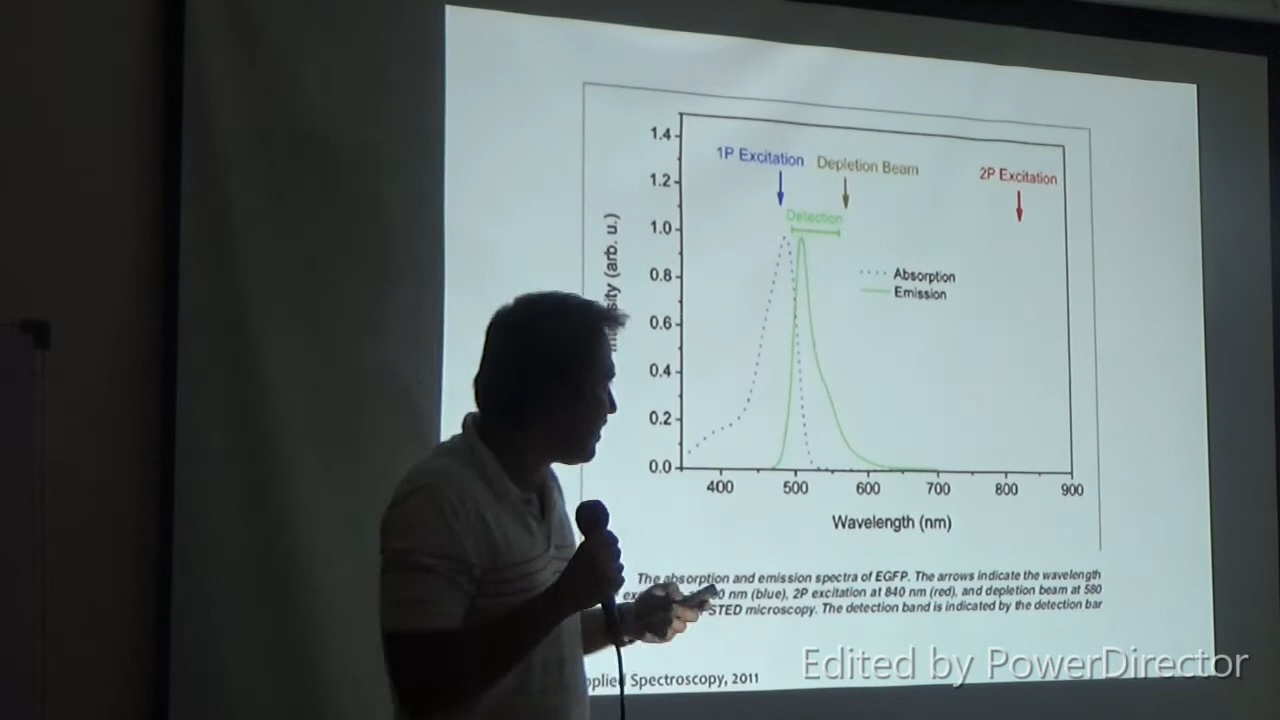 1.4
1P Excitation
Depletion Beam
2P Excitation
1.2
Detection
1.0
(arb. u.)
0.8
Absorption
Emission
0.6
0.4
0.2
0.0
400 500 600 700 800 900
Wavelength (nm)
The absorption and emission spectra of EGFP. The arrows indicate the wavelength
0 nm (blue), 2P excitation at 840 nm (red), and depletion beam at 580
STED microscopy. The detection band is indicated by the detection bar
Edited by PowerDirector
Spectroscopy, 2011